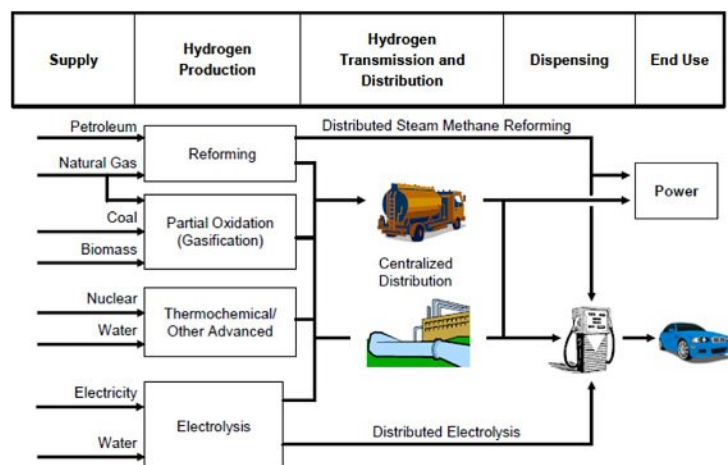 Supply
Hydrogen
Production
Hydrogen
Transmission and
Distribution
Dispensing
End Use
Petroleum
Natural Gas
Coal
Biomass
Nuclear
Water
Electricity
Water
Reforming
Partial Oxidation
(Gasification)
Thermochemical/
Other Advanced
Electrolysis
Distributed Steam Methane Reforming
Centralized
Distribution
Distributed Electrolysis
Power